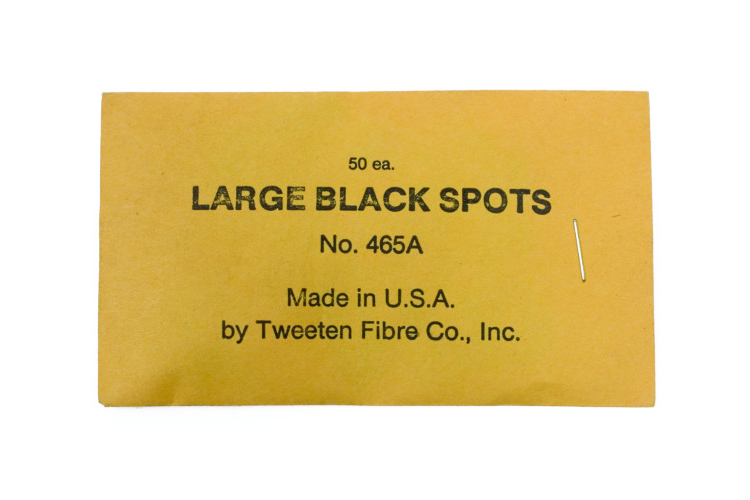 50 ea.
LARGE BLACK SPOTS
No. 465A
Made in U.S.A.
by Tweeten Fibre Co., Inc.